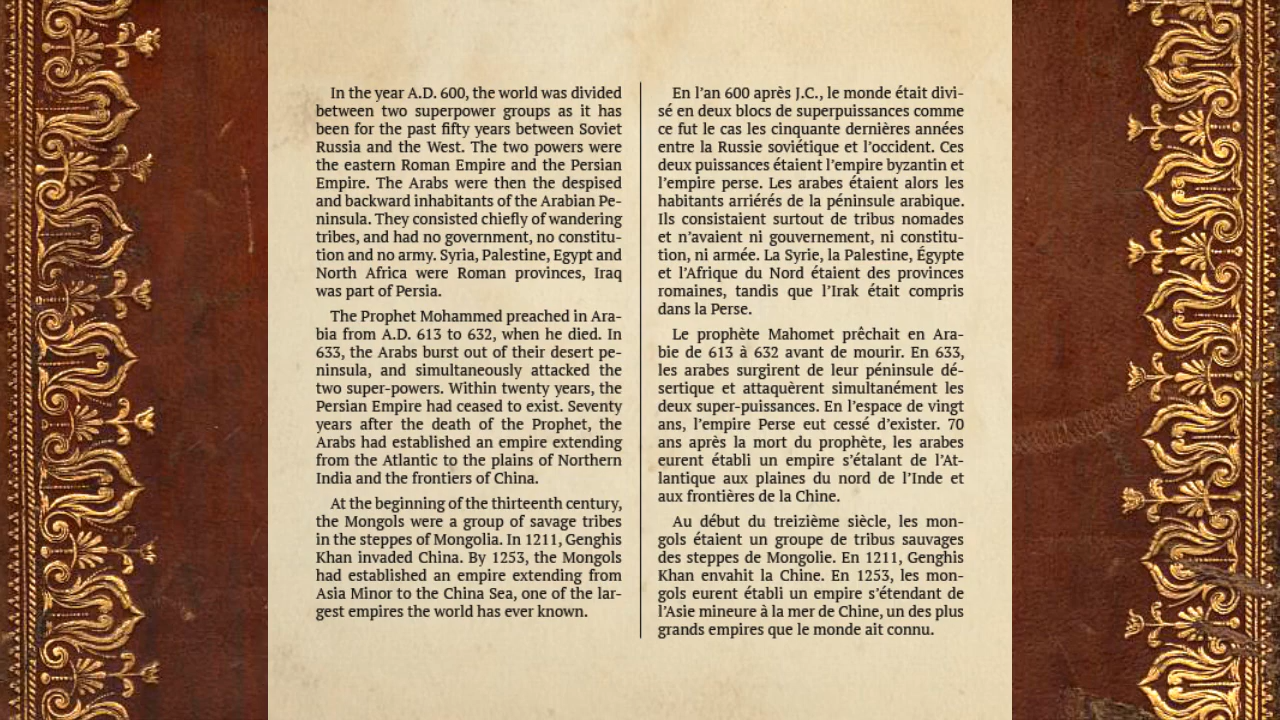 In the year A.D. 600, the world was divided
between two superpower groups as it has
been for the past fifty years between Soviet
Russia and the West. The two powers were
the eastern Roman Empire and the Persian
Empire. The Arabs were then the despised
and backward inhabitants of the Arabian Pe-
ninsula. They consisted chiefly of wandering
tribes, and had no government, no constitu-
tion and no army. Syria, Palestine, Egypt and
North Africa were Roman provinces, Iraq
was part of Persia.
The Prophet Mohammed preached in Ara-
bia from A.D. 613 to 632, when he died. In
633, the Arabs burst out of their desert pe-
ninsula, and simultaneously attacked the
two super-powers. Within twenty years, the
Persian Empire had ceased to exist. Seventy
years after the death of the Prophet, the
Arabs had established an empire extending
from the Atlantic to the plains of Northern
India and the frontiers of China.
At the beginning of the thirteenth century,
the Mongols were a group of savage tribes
in the steppes of Mongolia. In 1211, Genghis
Khan invaded China. By 1253, the Mongols
had established an empire extending from
Asia Minor to the China Sea, one of the lar-
gest empires the world has ever known.
En l’an 600 après J.C., le monde était divi-
sé en deux blocs de superpuissances comme
ce fut le cas les cinquante dernières années
entre la Russie soviétique et l’occident. Ces
deux puissances étaient l’empire byzantin et
l’empire perse. Les arabes étaient alors les
habitants arriérés de la péninsule arabique.
Ils consistaient surtout de tribus nomades
et n’avaient ni gouvernement, ni constitu-
tion, ni armée. La Syrie, la Palestine, Égypte
et l’Afrique du Nord étaient des provinces
romaines, tandis que l’Irak était compris
dans la Perse.
Le prophète Mahomet prêchait en Ara-
bie de 613 à 632 avant de mourir. En 633,
les arabes surgirent de leur péninsule dé-
sertique et attaquèrent simultanément les
deux super-puissances. En l’espace de vingt
ans, l’empire Perse eut cessé d’exister. 70
ans après la mort du prophète, les arabes
eurent établi un empire s’étalant de l’At-
lantique aux plaines du nord de l’Inde et
aux frontières de la Chine.
Au début du treizième siècle, les mon-
gols étaient un groupe de tribus sauvages
des steppes de Mongolie. En 1211, Genghis
Khan envahit la Chine. En 1253, les mon-
gols eurent établi un empire s’étendant de
l’Asie mineure à la mer de Chine, un des plus
grands empires que le monde ait connu.